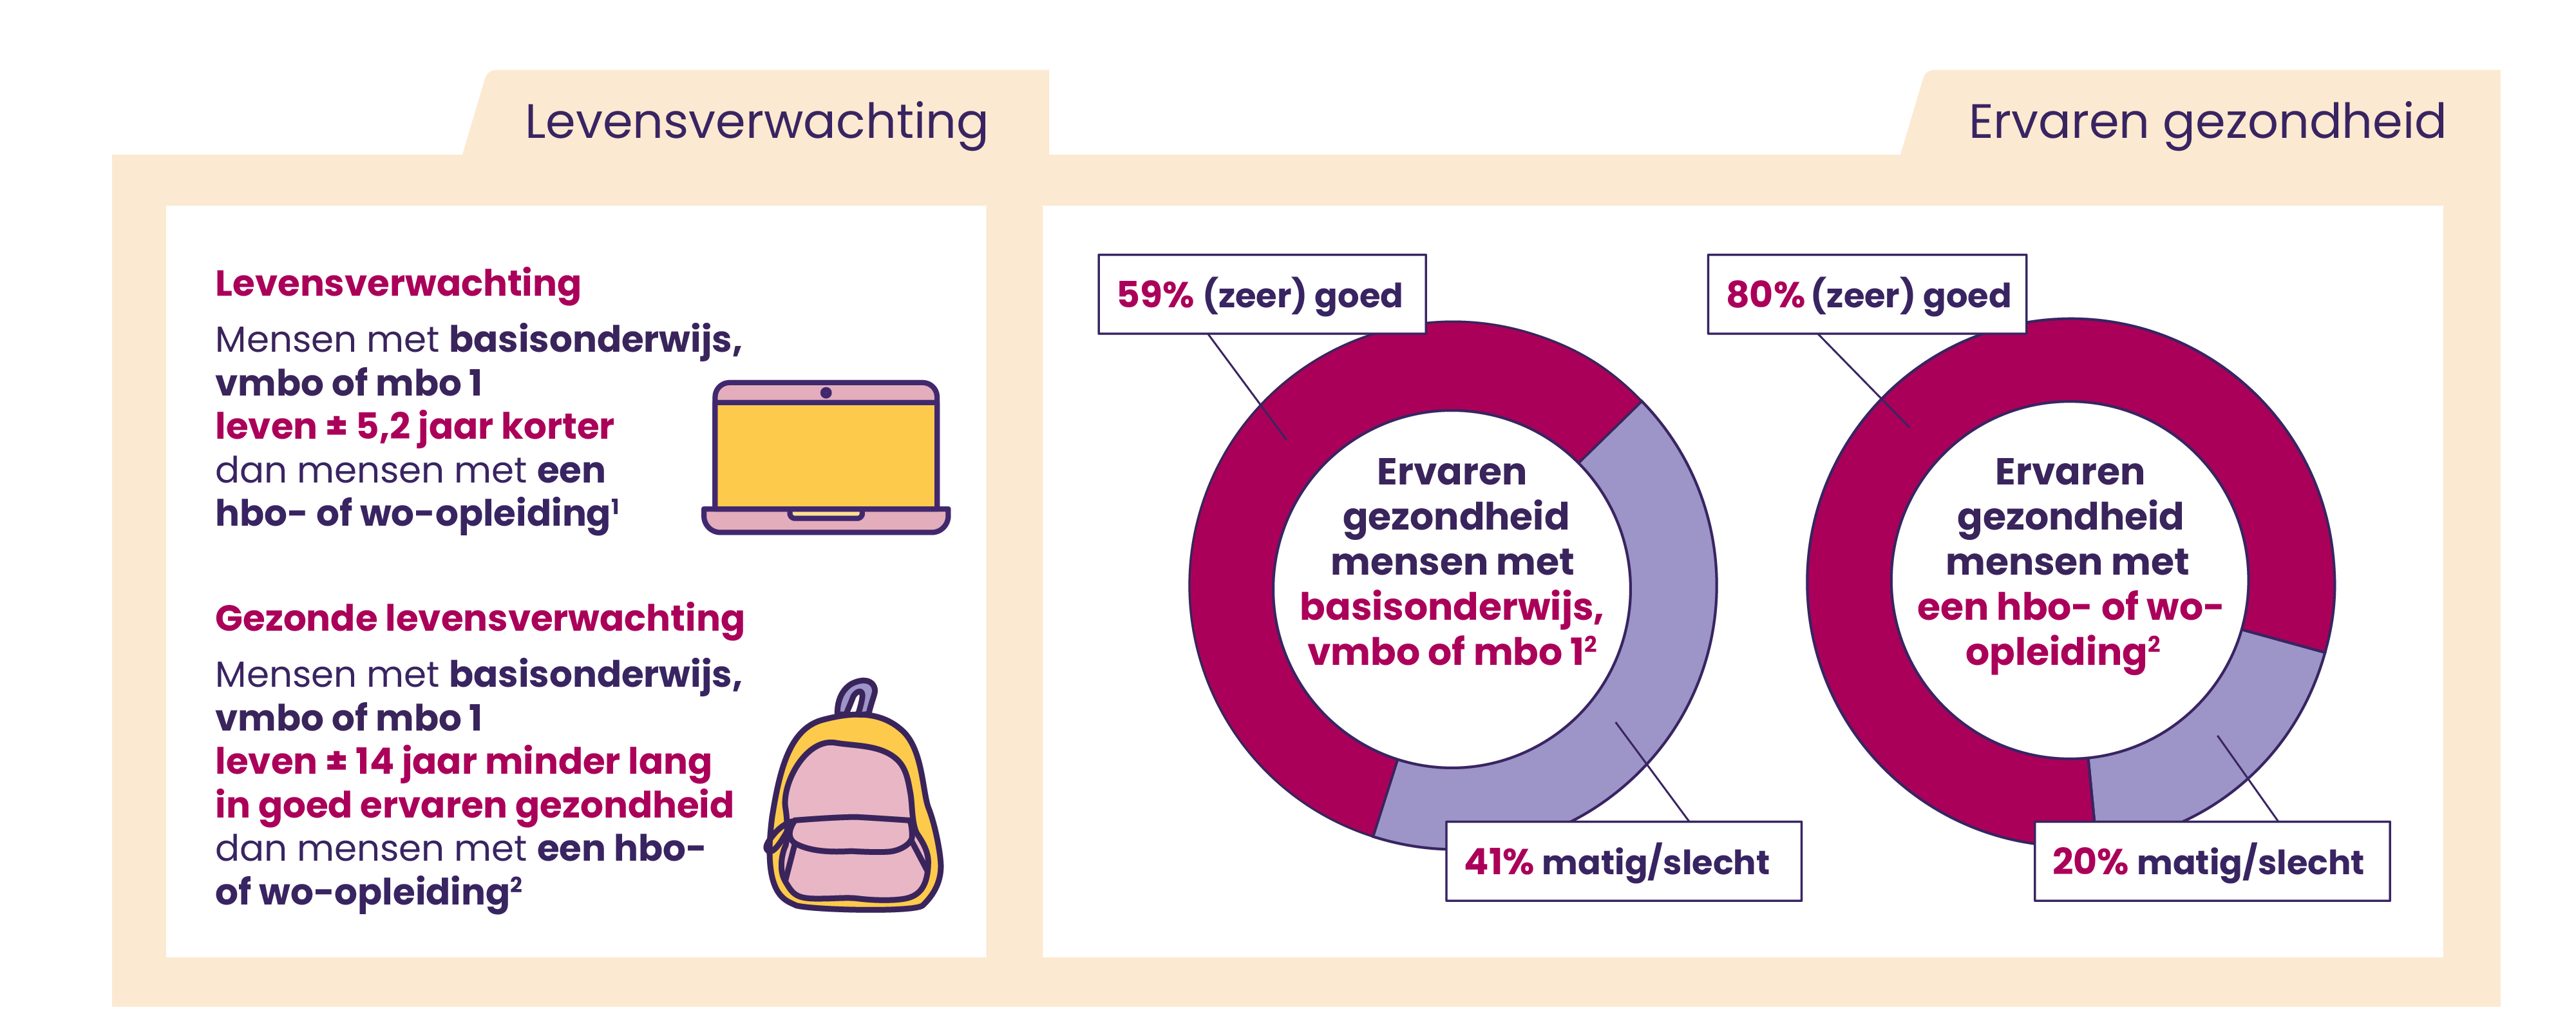 Levensverwachting
Ervaren gezondheid
Levensverwachting
Mensen met basisonderwijs,
vmbo of mbo 1
leven ± 5,2 jaar korter
dan mensen met een
hbo- of wo-opleiding¹
Gezonde levensverwachting
Mensen met basisonderwijs,
vmbo of mbo 1
leven ± 14 jaar minder lang
in goed ervaren gezondheid
dan mensen met een hbo-
of wo-opleiding²
59% (zeer) goed
Ervaren
gezondheid
mensen met
basisonderwijs,
vmbo of mbo 1²
41% matig/slecht
80% (zeer) goed
Ervaren
gezondheid
mensen met
een hbo- of wo-
opleiding²
20% matig/slecht